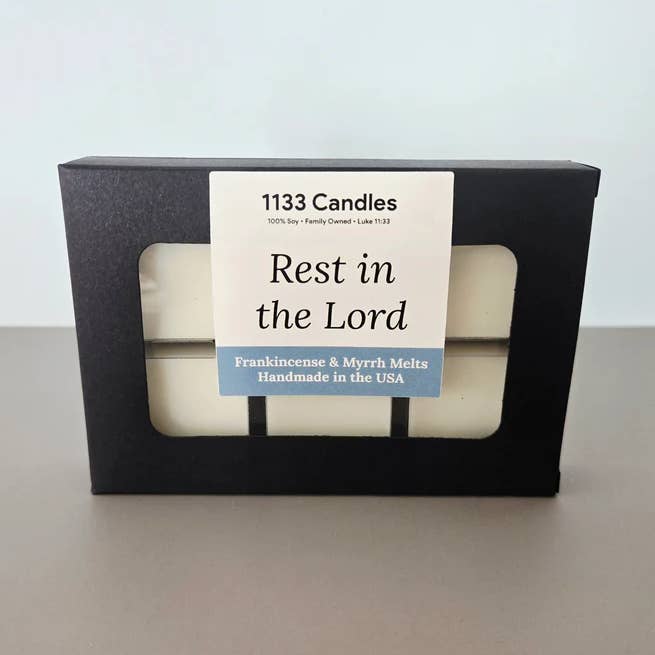 1133 Candles
100% Soy • Family Owned • Luke 11:33
Rest in
the Lord
Frankincense & Myrrh Melts
Handmade in the USA